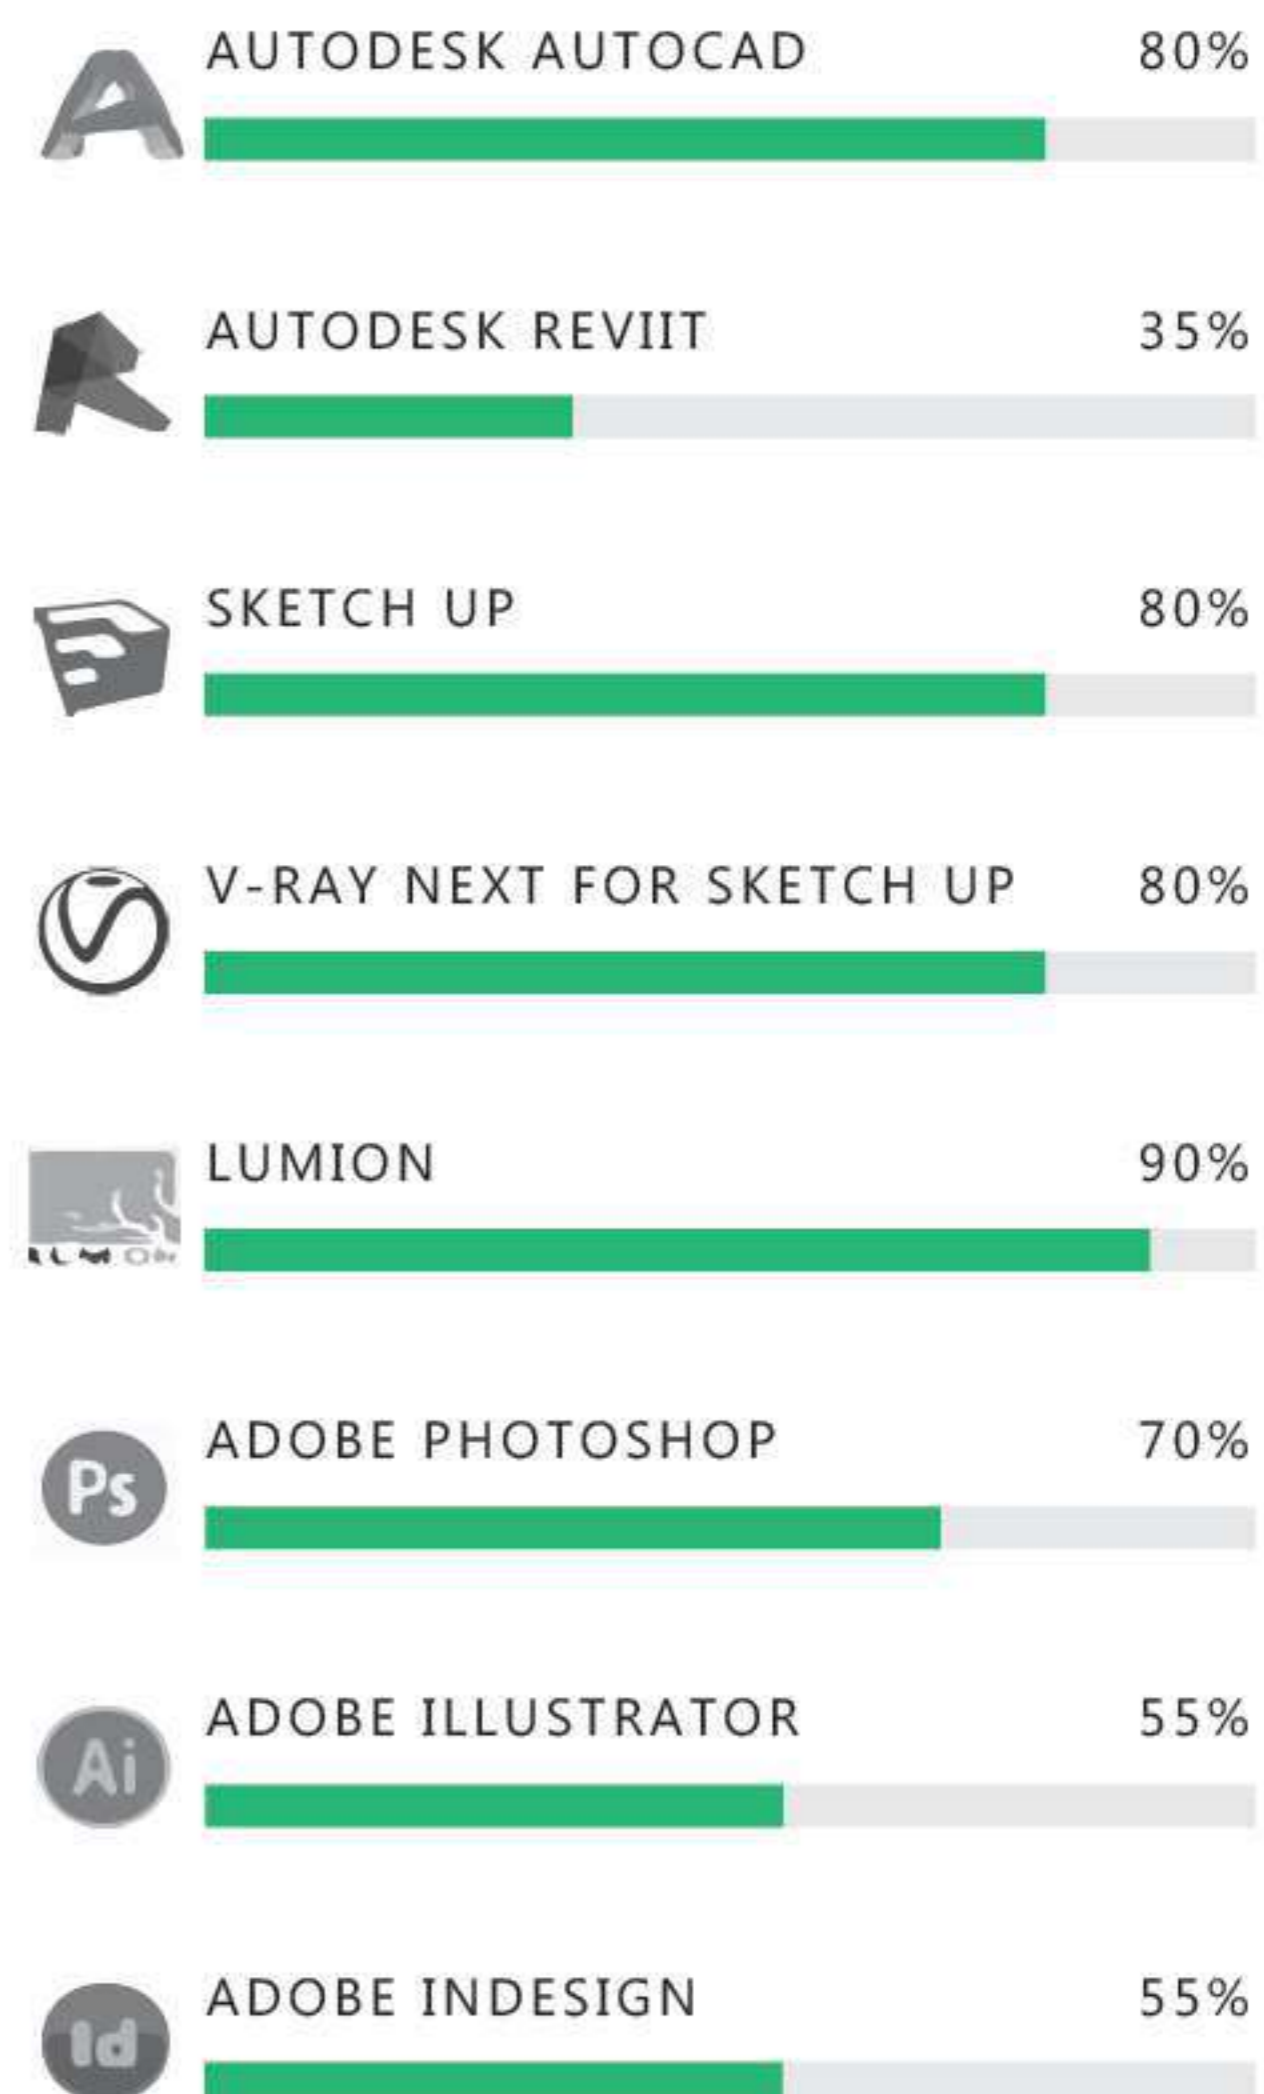 AUTODESK AUTOCAD 80%
AUTODESK REVIIT 35%
SKETCH UP 80%
V-RAY NEXT FOR SKETCH UP 80%
LUMION 90%
ADOBE PHOTOSHOP 70%
Ps
ADOBE ILLUSTRATOR 55%
Ai
ADOBE INDESIGN 55%
Id